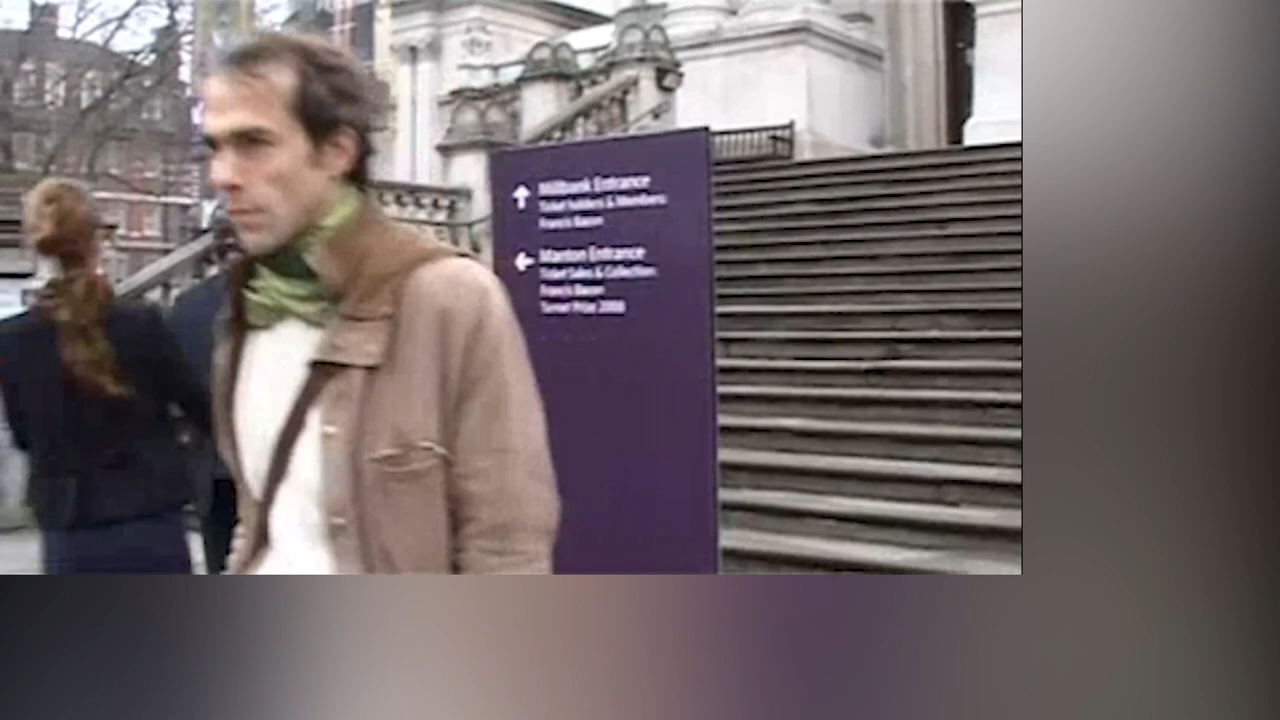 Millbank Entrance
Ticket holders & Members:
Francis Bacon
Manton Entrance
Ticket Sales & Collection:
Francis Bacon
Turner Prize 2008